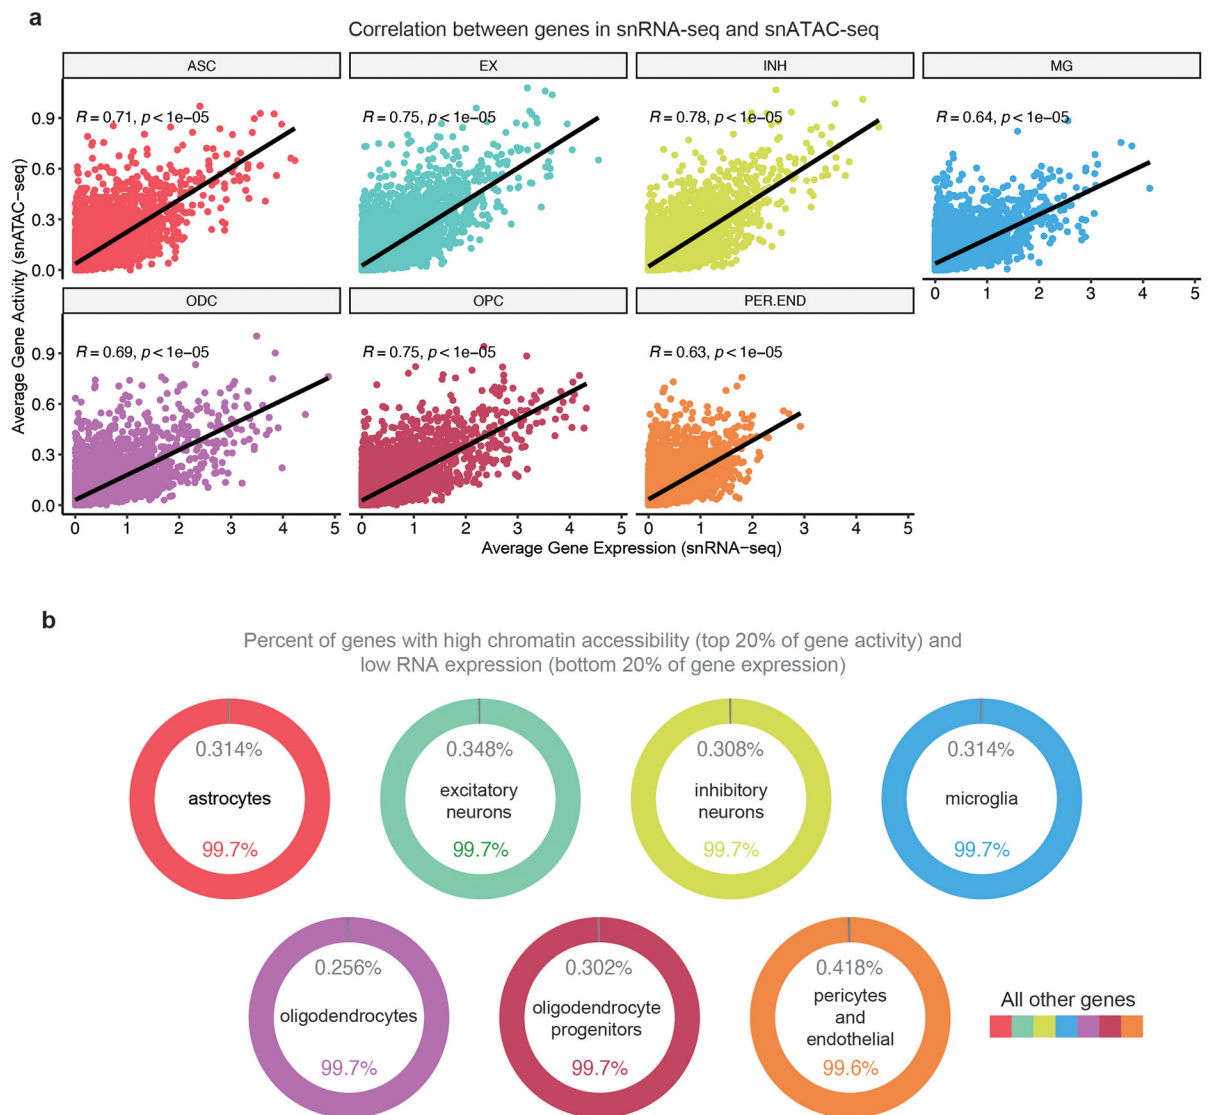 a
Correlation between genes in snRNA-seq and snATAC-seq
ASC
EX
INH
MG
R = 0.71, p < 1e−05
R = 0.75, p < 1e−05
R = 0.78, p < 1e−05
R = 0.64, p < 1e−05
0.9
0.6
0.3
0.0
0 1 2 3 4 5
ODC
OPC
PER.END
R = 0.69, p < 1e−05
R = 0.75, p < 1e−05
R = 0.63, p < 1e−05
0.9
0.6
0.3
0.0
0 1 2 3 4 5
0 1 2 3 4 5
0 1 2 3 4 5
Average Gene Activity (snATAC−seq)
Average Gene Expression (snRNA−seq)
b
Percent of genes with high chromatin accessibility (top 20% of gene activity) and
low RNA expression (bottom 20% of gene expression)
0.314%
astrocytes
99.7%
0.348%
excitatory
neurons
99.7%
0.308%
inhibitory
neurons
99.7%
0.314%
microglia
99.7%
0.256%
oligodendrocytes
99.7%
0.302%
oligodendrocyte
progenitors
99.7%
0.418%
pericytes
and
endothelial
99.6%
All other genes